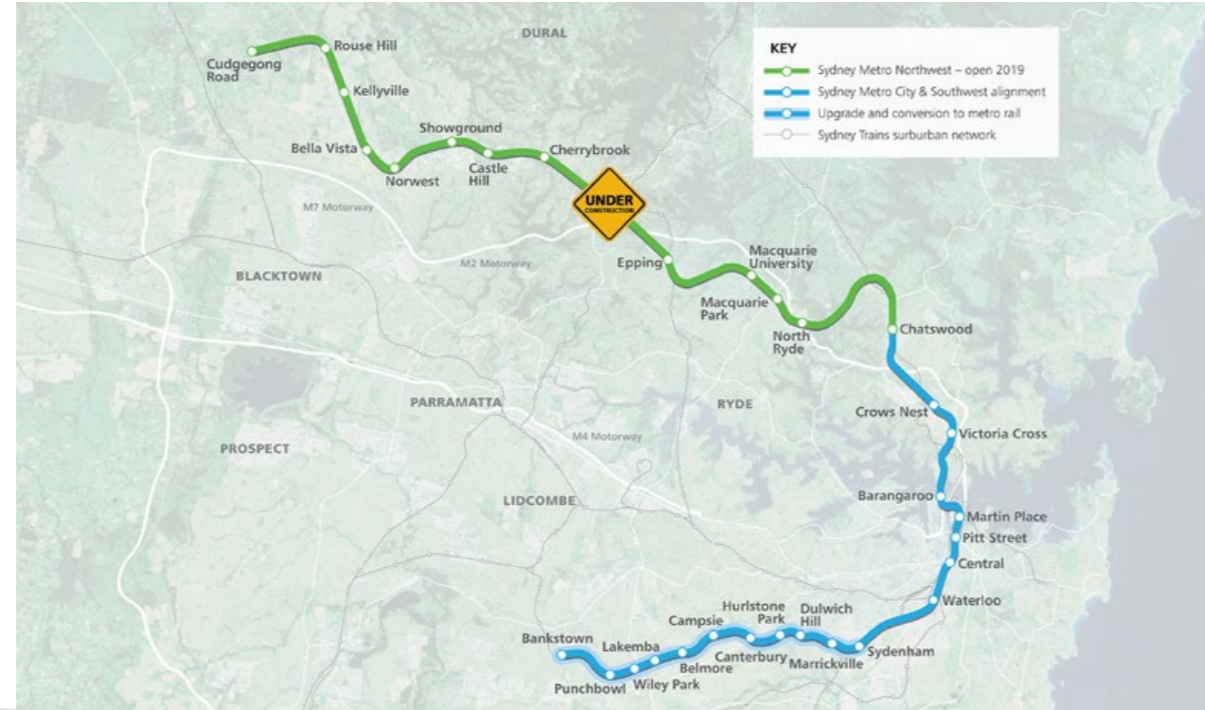 DURAL
KEY
Sydney Metro Northwest – open 2019
Sydney Metro City & Southwest alignment
Upgrade and conversion to metro rail
Sydney Trains surburban network
Cudgegong
Road
Rouse Hill
Kellyville
Bella Vista
Norwest
Showground
Castle
Hill
Cherrybrook
UNDER
CONSTRUCTION
M7 Motorway
M2 Motorway
BLACKTOWN
Epping
Macquarie
University
Macquarie
Park
North
Ryde
Chatswood
PARRAMATTA
RYDE
M4 Motorway
PROSPECT
LIDCOMBE
Crows Nest
Victoria Cross
Barangaroo
Martin Place
Pitt Street
Central
Waterloo
Sydenham
Marrickville
Dulwich
Hill
Hurlstone
Park
Canterbury
Campsie
Belmore
Lakemba
Wiley Park
Punchbowl
Bankstown